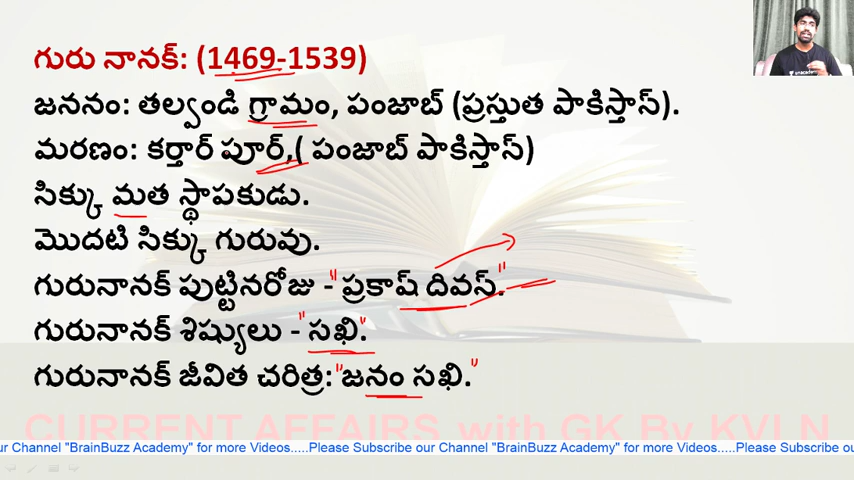 గురు నానక్: (1469-1539)
జననం: తల్వండి గ్రామం, పంజాబ్ (ప్రస్తుత పాకిస్తాన్).
మరణం: కర్తార్ పూర్,( పంజాబ్ పాకిస్తాన్)
సిక్కు మత స్థాపకుడు.
మొదటి సిక్కు గురువు.
గురునానక్ పుట్టినరోజు -"ప్రకాష్ దివస్."
గురునానక్ శిష్యులు -"సఖి."
గురునానక్ జీవిత చరిత్ర:"జనం సఖి."
CURRENT AFFAIRS with GK By KVLN
ur Channel "BrainBuzz Academy" for more Videos.....Please Subscribe our Channel "BrainBuzz Academy" for more Videos.....Please Subscribe ou